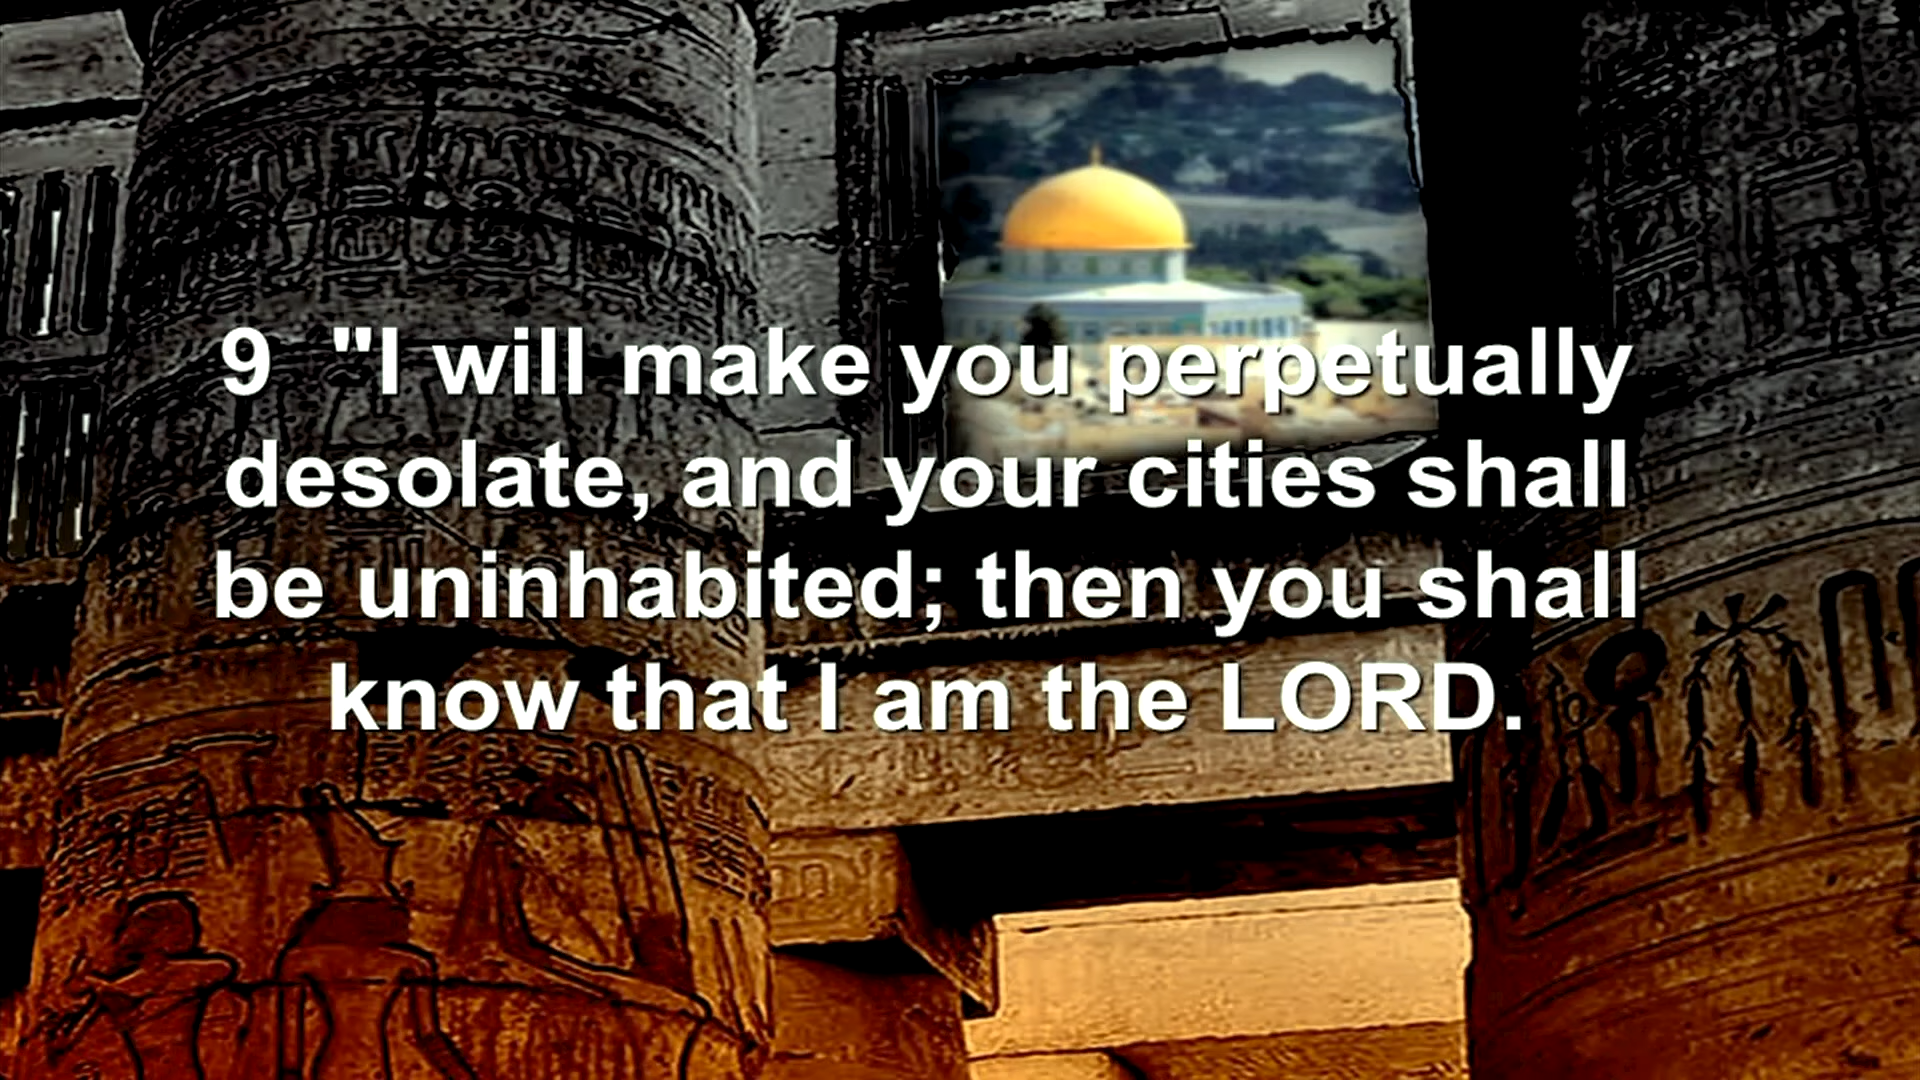 9 "I will make you perpetually
desolate, and your cities shall
be uninhabited; then you shall
know that I am the LORD.